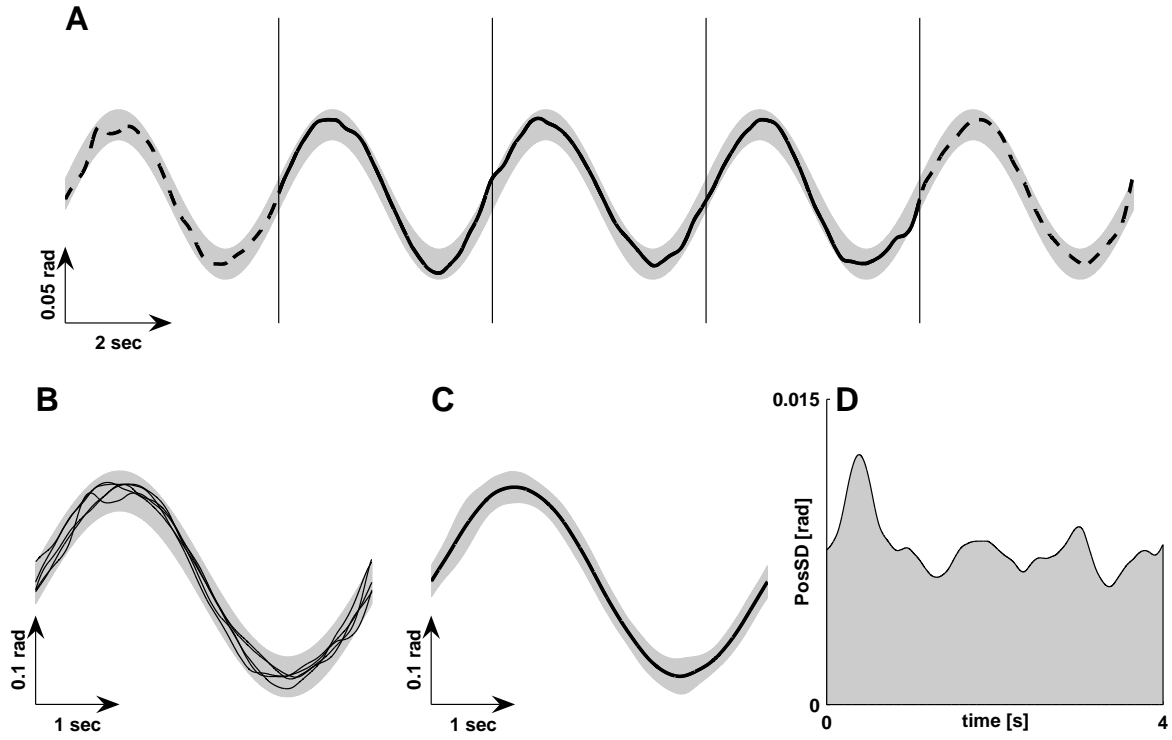 A
0.05 rad
2 sec
B
0.1 rad
1 sec
C
0.1 rad
1 sec
D
0.015
PosSD [rad]
0
0
time [s]
4